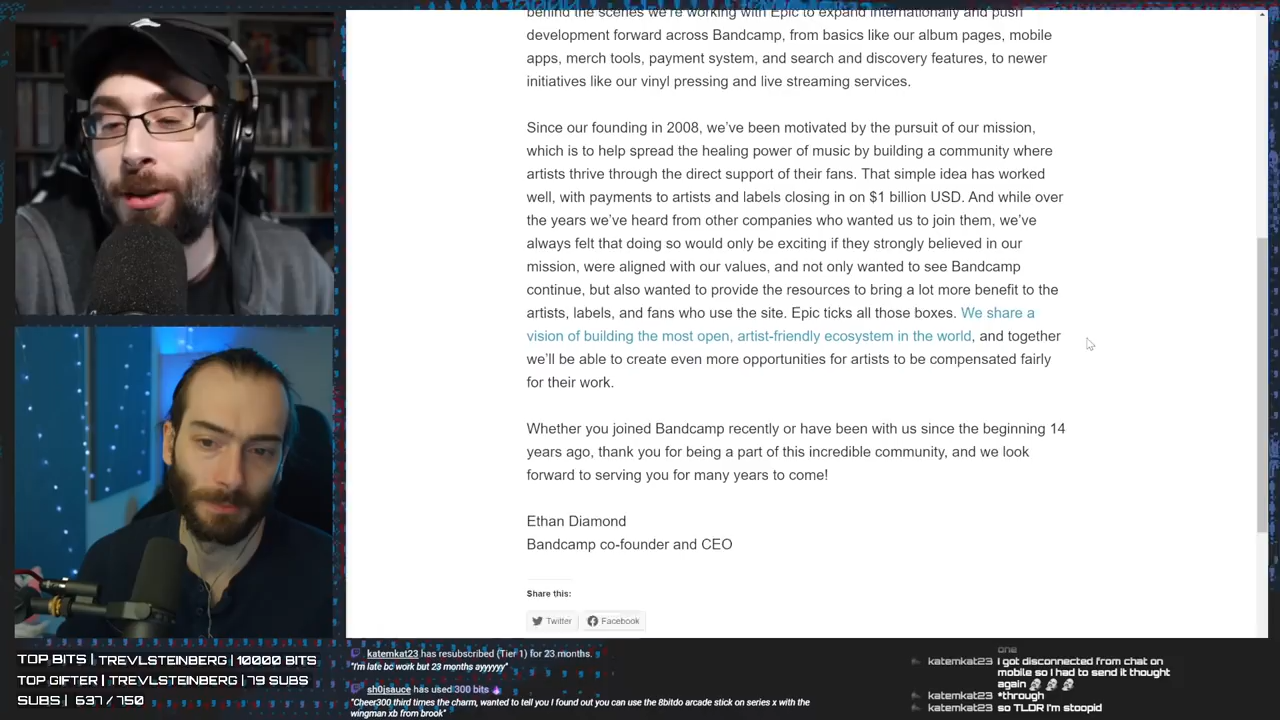 behind the scenes we're working with Epic to expand internationally and push
development forward across Bandcamp, from basics like our album pages, mobile
apps, merch tools, payment system, and search and discovery features, to newer
initiatives like our vinyl pressing and live streaming services.
Since our founding in 2008, we've been motivated by the pursuit of our mission,
which is to help spread the healing power of music by building a community where
artists thrive through the direct support of their fans. That simple idea has worked
well, with payments to artists and labels closing in on $1 billion USD. And while over
the years we've heard from other companies who wanted us to join them, we've
always felt that doing so would only be exciting if they strongly believed in our
mission, were aligned with our values, and not only wanted to see Bandcamp
continue, but also wanted to provide the resources to bring a lot more benefit to the
artists, labels, and fans who use the site. Epic ticks all those boxes. We share a
vision of building the most open, artist-friendly ecosystem in the world, and together
we'll be able to create even more opportunities for artists to be compensated fairly
for their work.
Whether you joined Bandcamp recently or have been with us since the beginning 14
years ago, thank you for being a part of this incredible community, and we look
forward to serving you for many years to come!
Ethan Diamond
Bandcamp co-founder and CEO
Share this:
Twitter Facebook
TOP BITS | TREVLSTEINBERG | 10000 BITS
TOP GIFTER | TREVLSTEINBERG | 79 SUBS
SUBS | 637 / 750
katemkat23 has resubscribed (Tier 1) for 23 months.
"I'm late bc work but 23 months ayyyyyy"
sh0jsauce has used 300 bits
"Cheer300 third times the charm, wanted to tell you I found out you can use the 8bitdo arcade stick on series x with the
wingman xb from brook"
one
katemkat23 i got disconnected from chat on
mobile so I had to send it thought
again
katemkat23 *through
katemkat23 so TLDR I'm stoopid